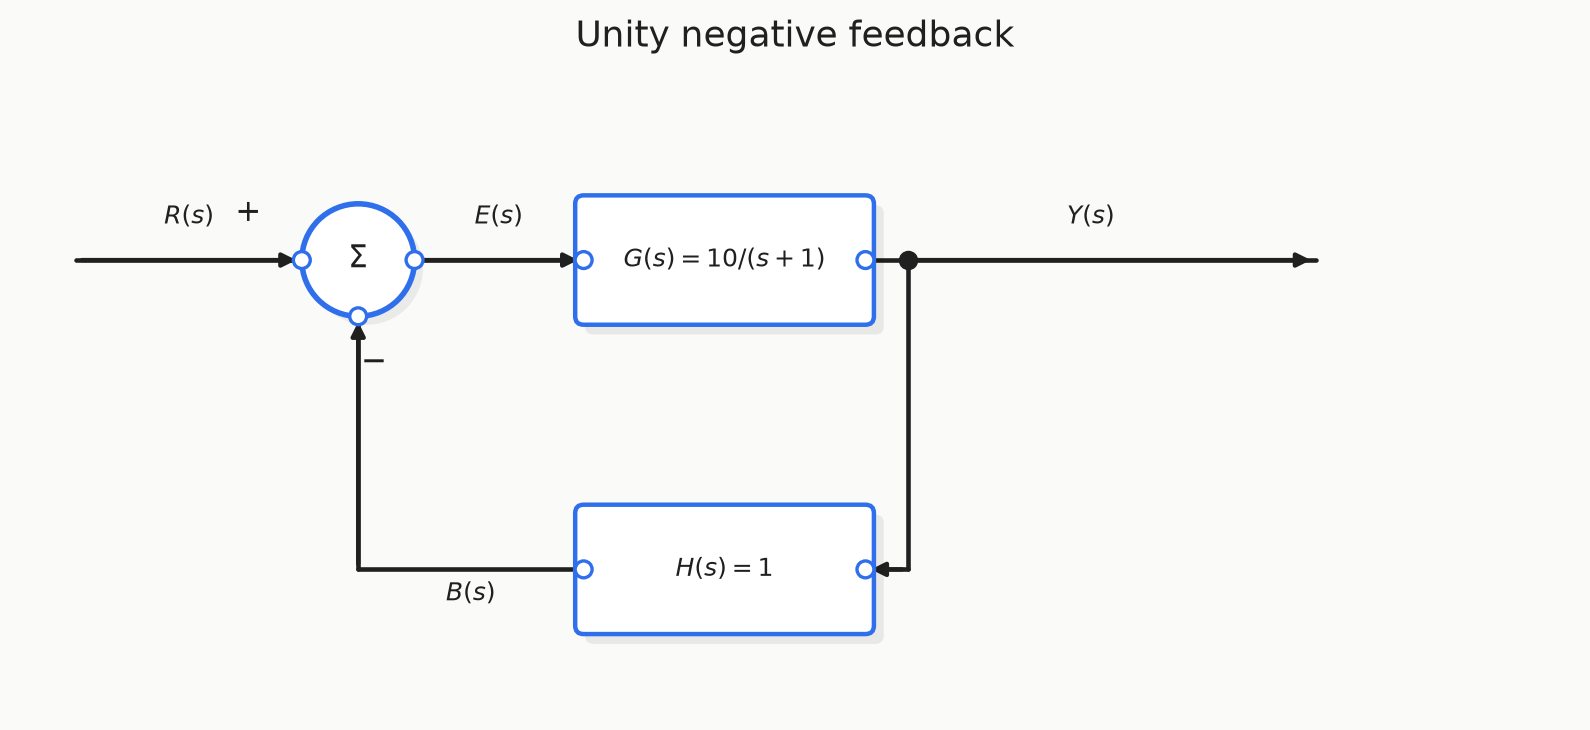 Unity negative feedback
R(s) +
E(s)
Y(s)
Σ
G(s) = 10/(s + 1)
−
H(s) = 1
B(s)